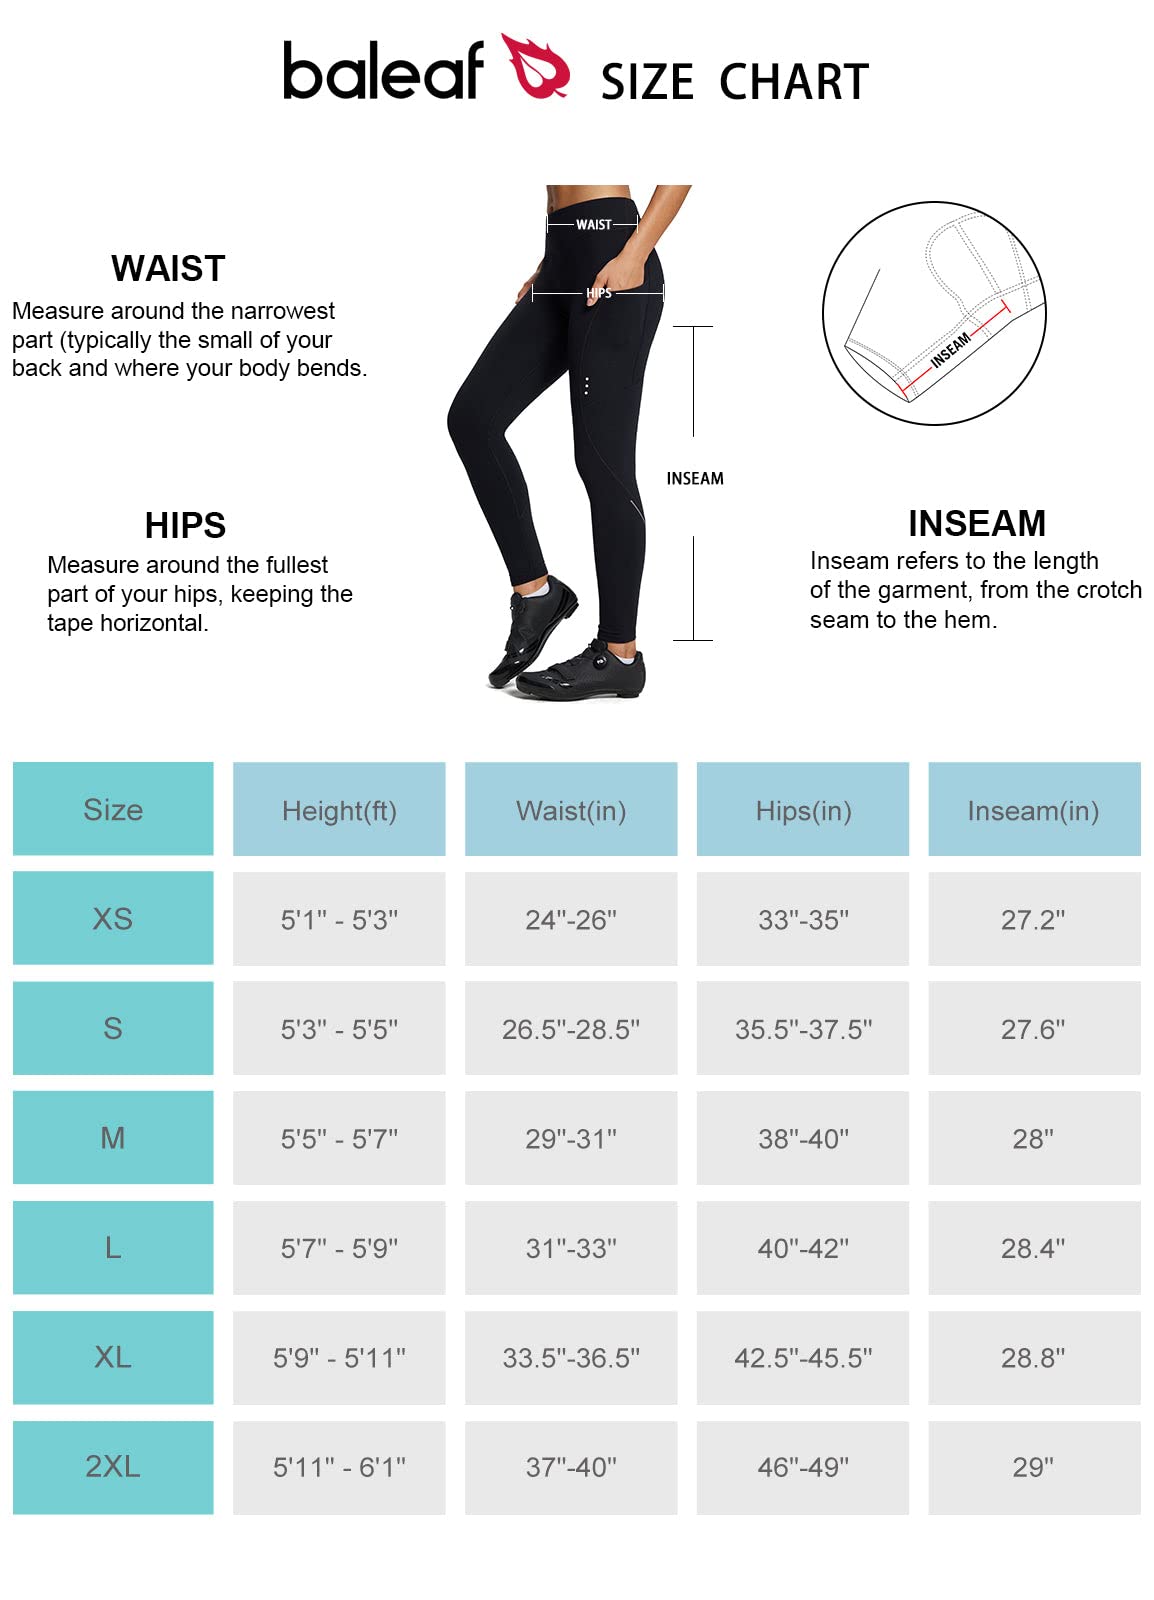 baleaf SIZE CHART
WAIST
Measure around the narrowest
part (typically the small of your
back and where your body bends.
HIPS
Measure around the fullest
part of your hips, keeping the
tape horizontal.
WAIST
HIPS
INSEAM
INSEAM
INSEAM
Inseam refers to the length
of the garment, from the crotch
seam to the hem.
Size Height(ft) Waist(in) Hips(in) Inseam(in)
XS 5'1" - 5'3" 24"-26" 33"-35" 27.2"
S 5'3" - 5'5" 26.5"-28.5" 35.5"-37.5" 27.6"
M 5'5" - 5'7" 29"-31" 38"-40" 28"
L 5'7" - 5'9" 31"-33" 40"-42" 28.4"
XL 5'9" - 5'11" 33.5"-36.5" 42.5"-45.5" 28.8"
2XL 5'11" - 6'1" 37"-40" 46"-49" 29"